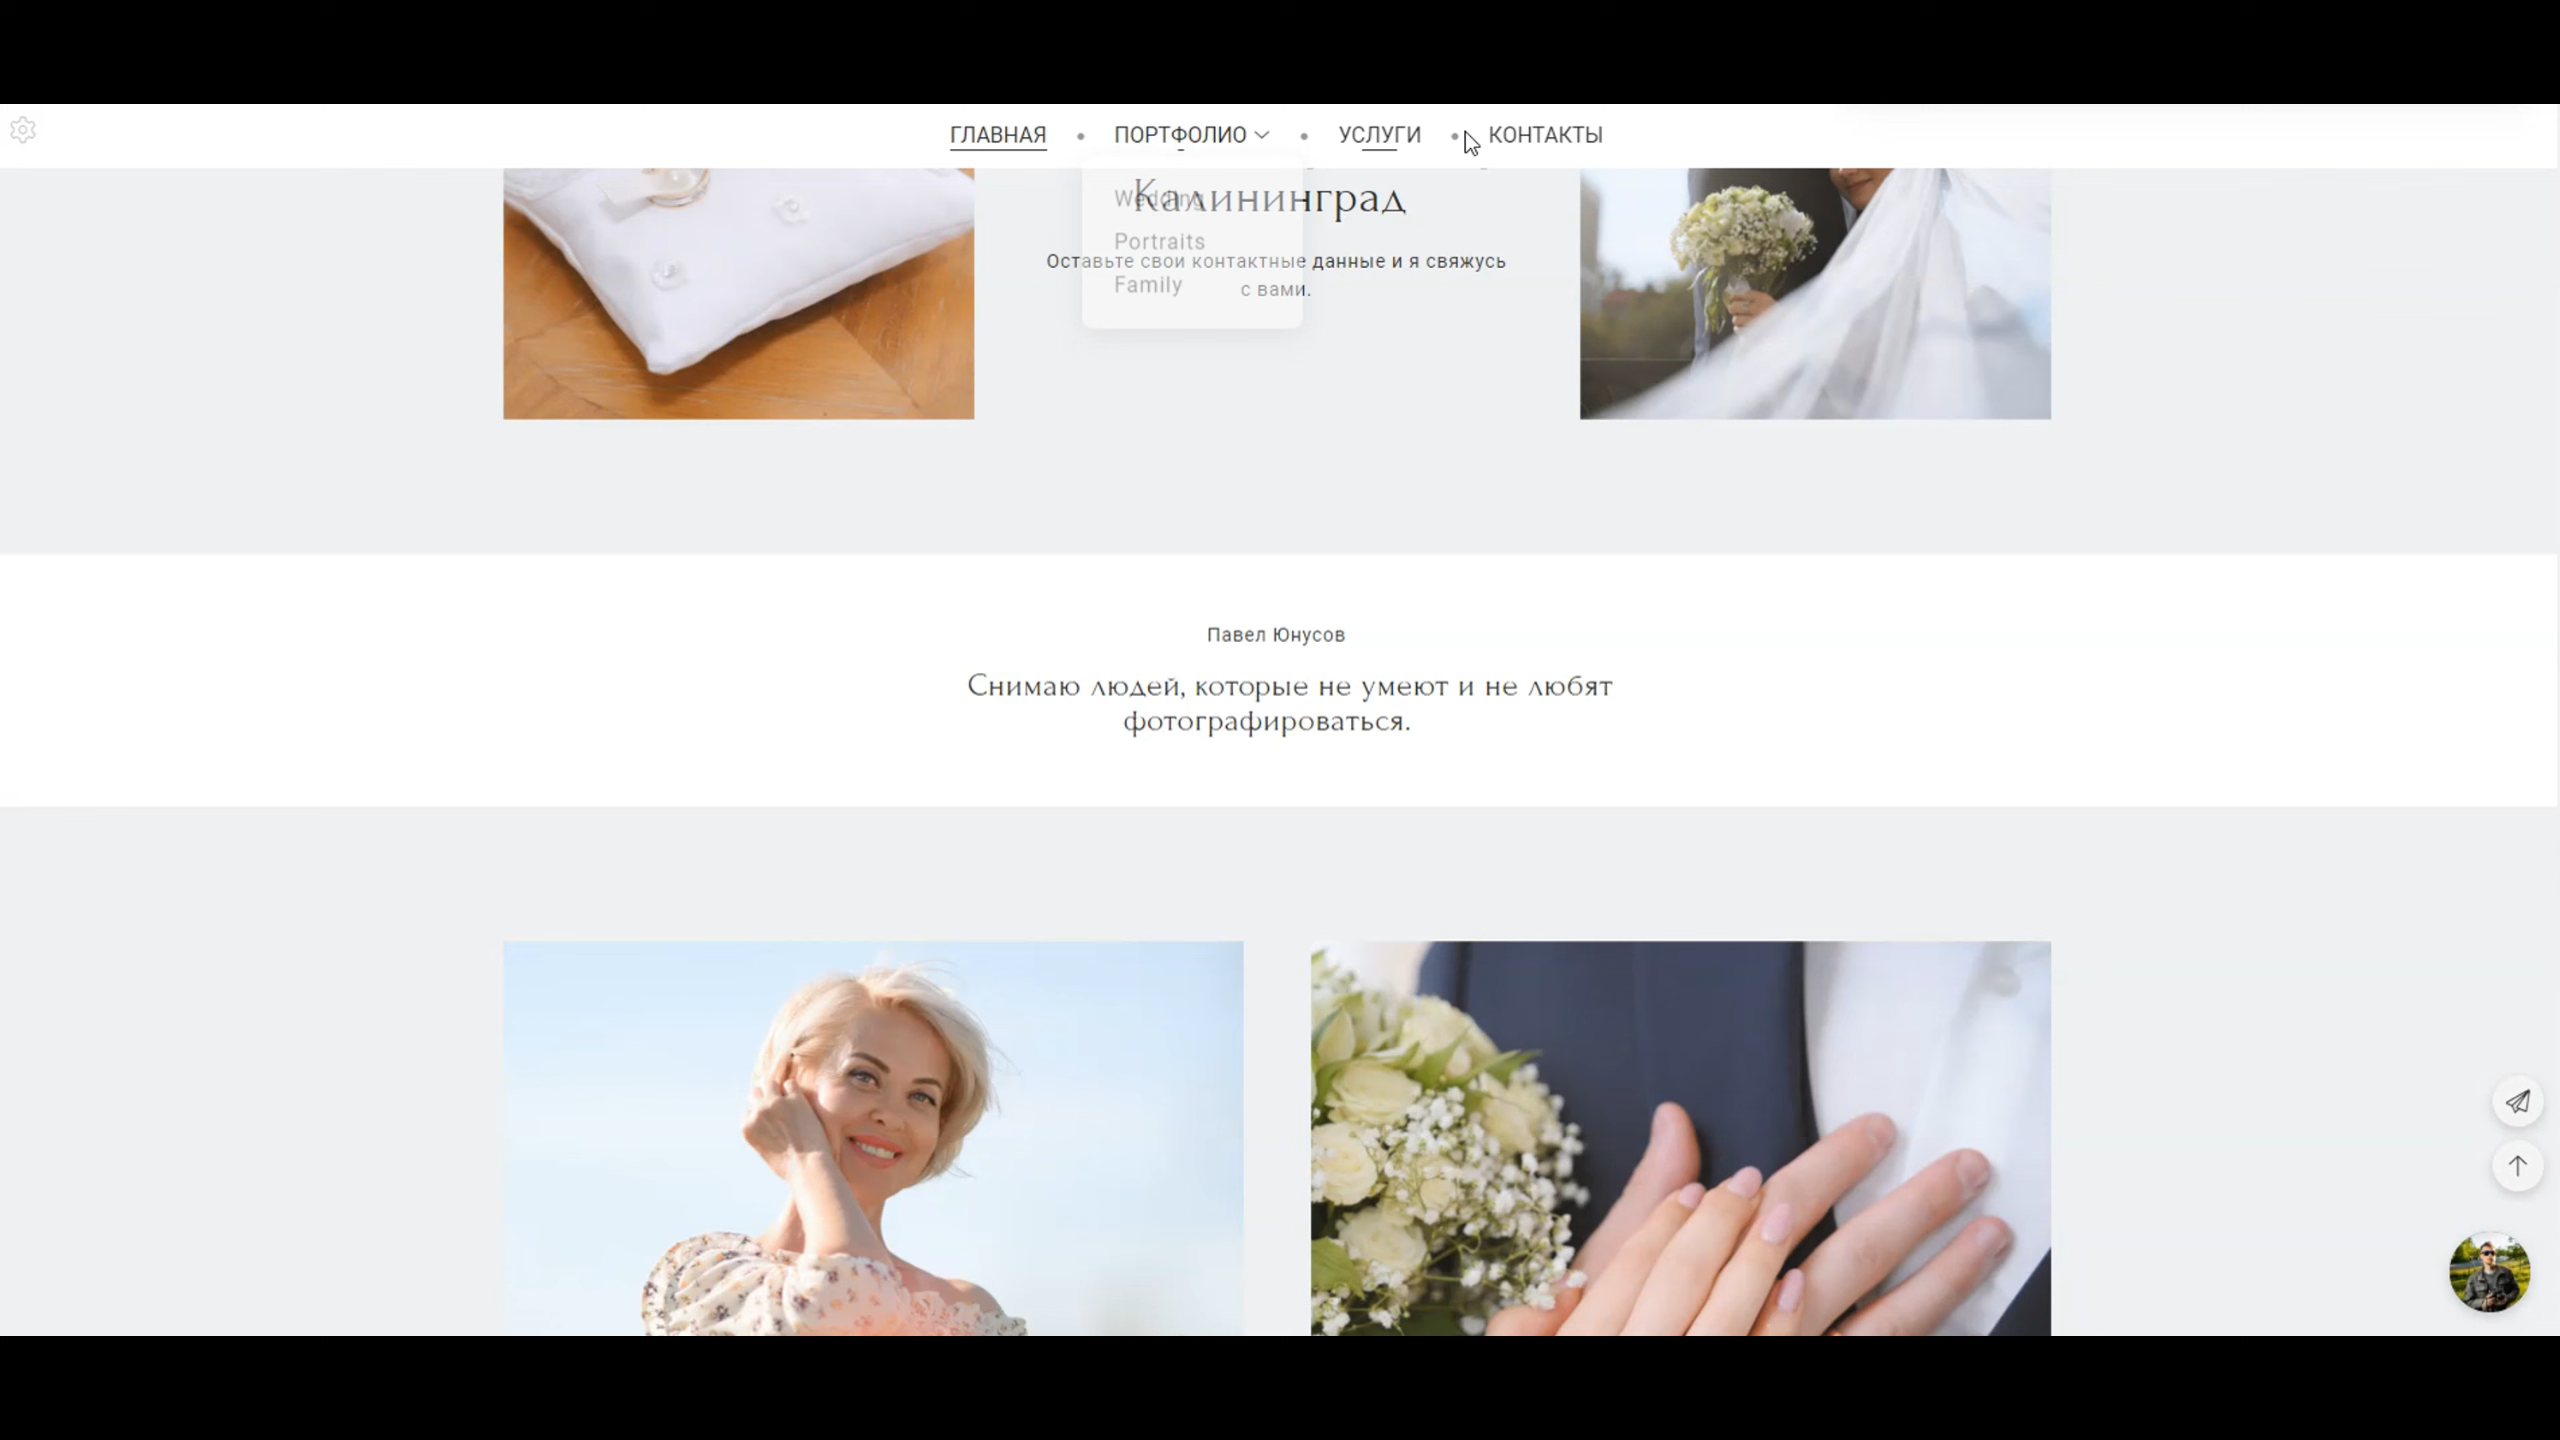 ГЛАВНАЯ • ПОРТФОЛИО • УСЛУГИ • КОНТАКТЫ
Wedding
Калининград
Portraits
Оставьте свои контактные данные и я свяжусь
Family
с вами.
Павел Юнусов
Снимаю людей, которые не умеют и не любят
фотографироваться.